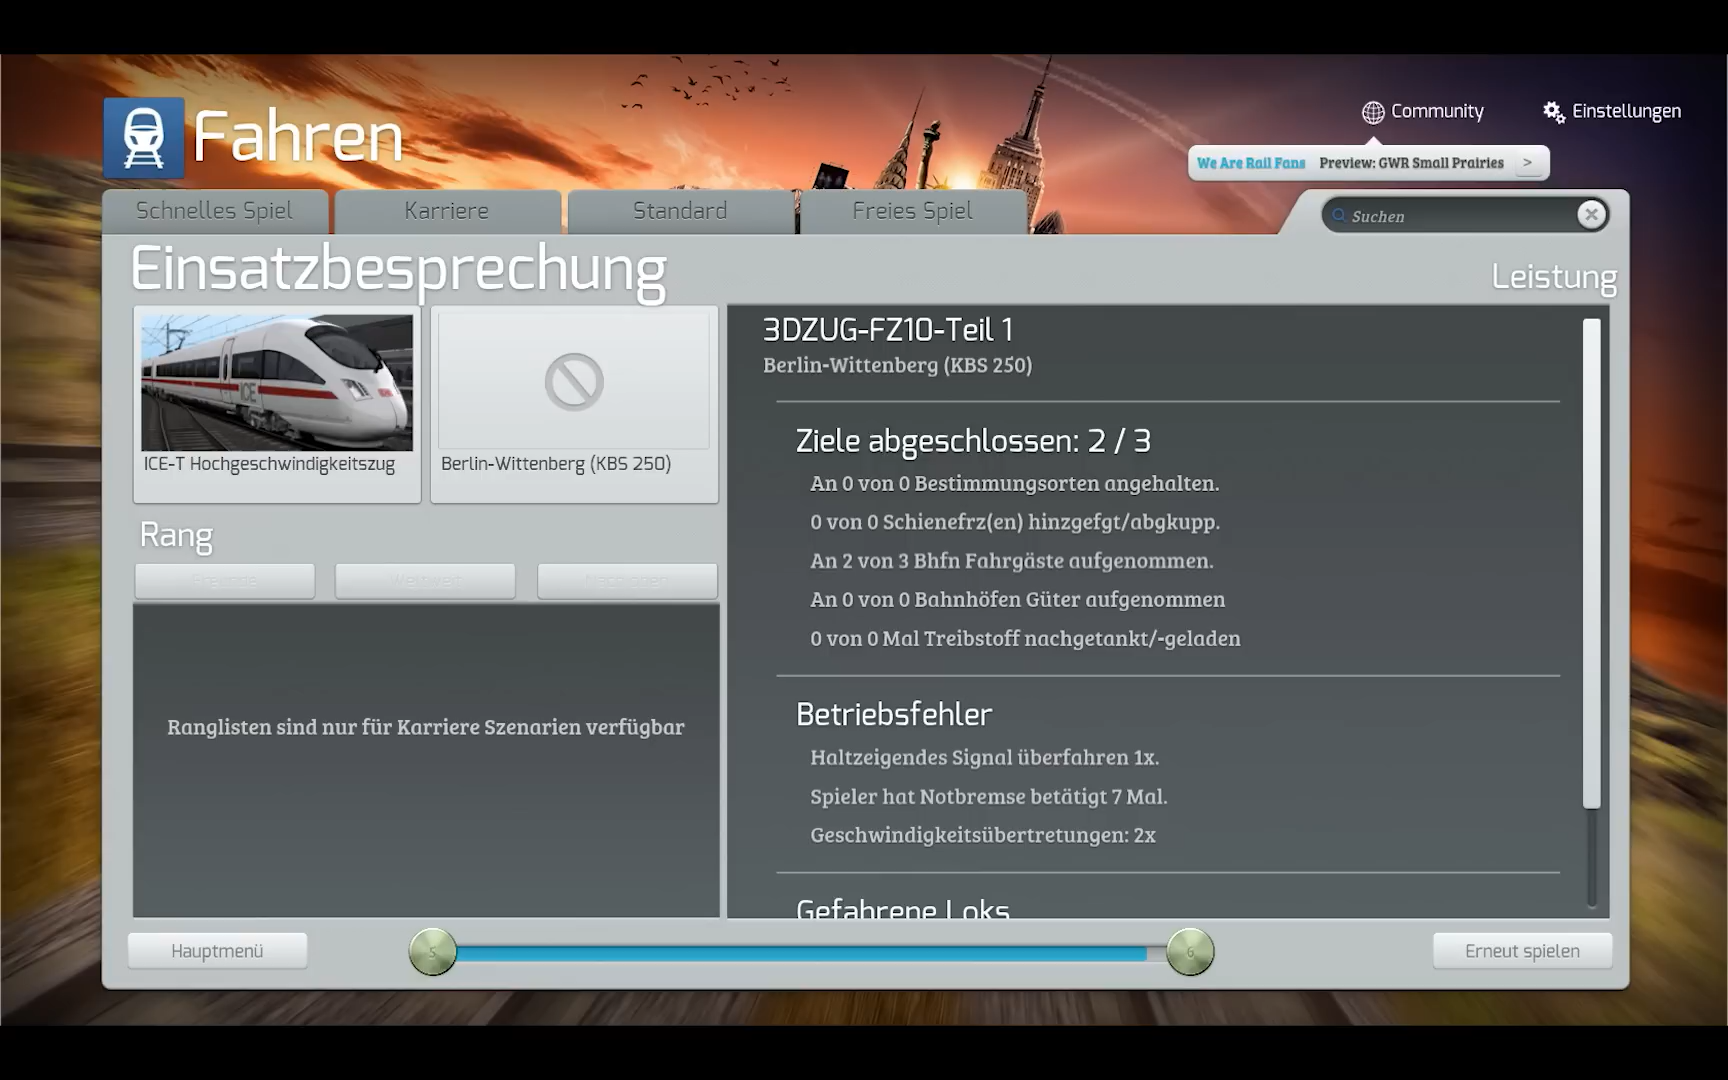 Fahren
Community
Einstellungen
We Are Rail Fans Preview: GWR Small Prairies >
Schnelles Spiel
Karriere
Standard
Freies Spiel
Suchen
Einsatzbesprechung
Leistung
ICE
ICE-T Hochgeschwindigkeitszug
Berlin-Wittenberg (KBS 250)
Rang
Freunde
Weltweit
Ranglisten sind nur für Karriere Szenarien verfügbar
3DZUG-FZ10-Teil 1
Berlin-Wittenberg (KBS 250)
Ziele abgeschlossen: 2 / 3
An 0 von 0 Bestimmungsorten angehalten.
0 von 0 Schienefrz(en) hinzgefgt/abgkupp.
An 2 von 3 Bhfn Fahrgäste aufgenommen.
An 0 von 0 Bahnhöfen Güter aufgenommen
0 von 0 Mal Treibstoff nachgetankt/-geladen
Betriebsfehler
Haltzeigendes Signal überfahren 1x.
Spieler hat Notbremse betätigt 7 Mal.
Geschwindigkeitsübertretungen: 2x
Gefahrene Loks
Hauptmenü
5
6
Erneut spielen